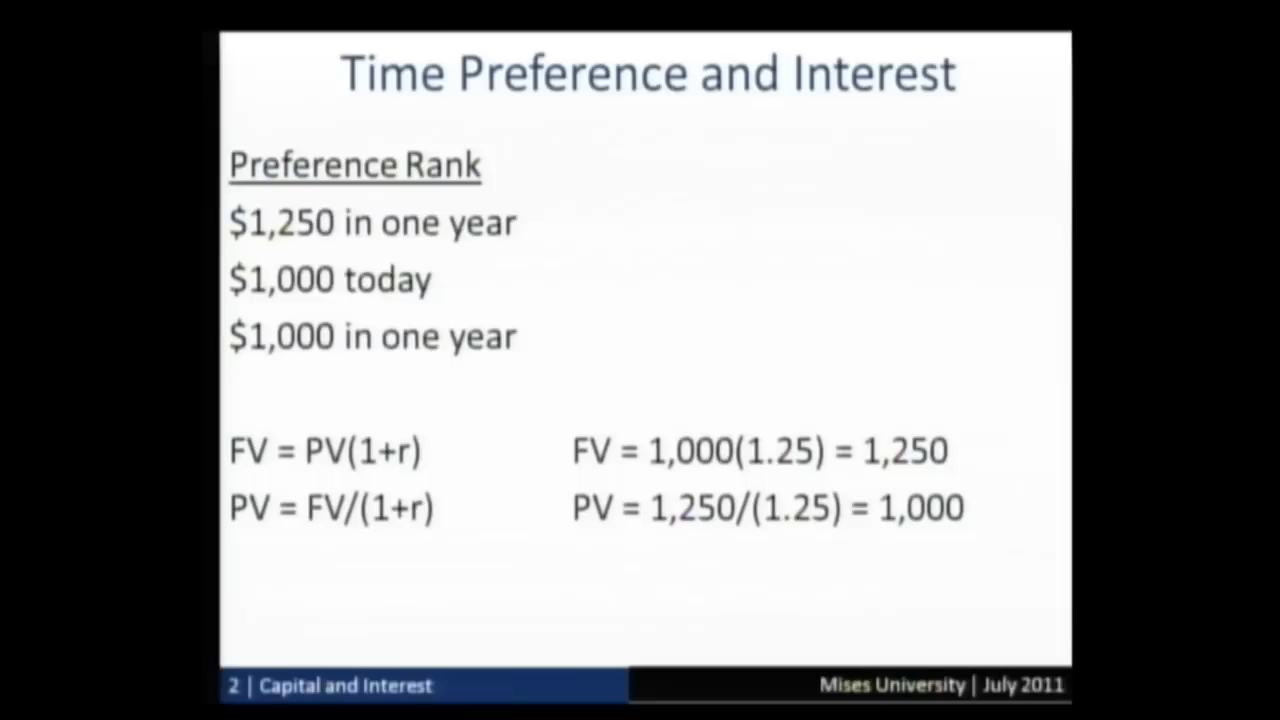 Time Preference and Interest
Preference Rank
$1,250 in one year
$1,000 today
$1,000 in one year
FV = PV(1+r)
FV = 1,000(1.25) = 1,250
PV = FV/(1+r)
PV = 1,250/(1.25) = 1,000
2 | Capital and Interest
Mises University | July 2011